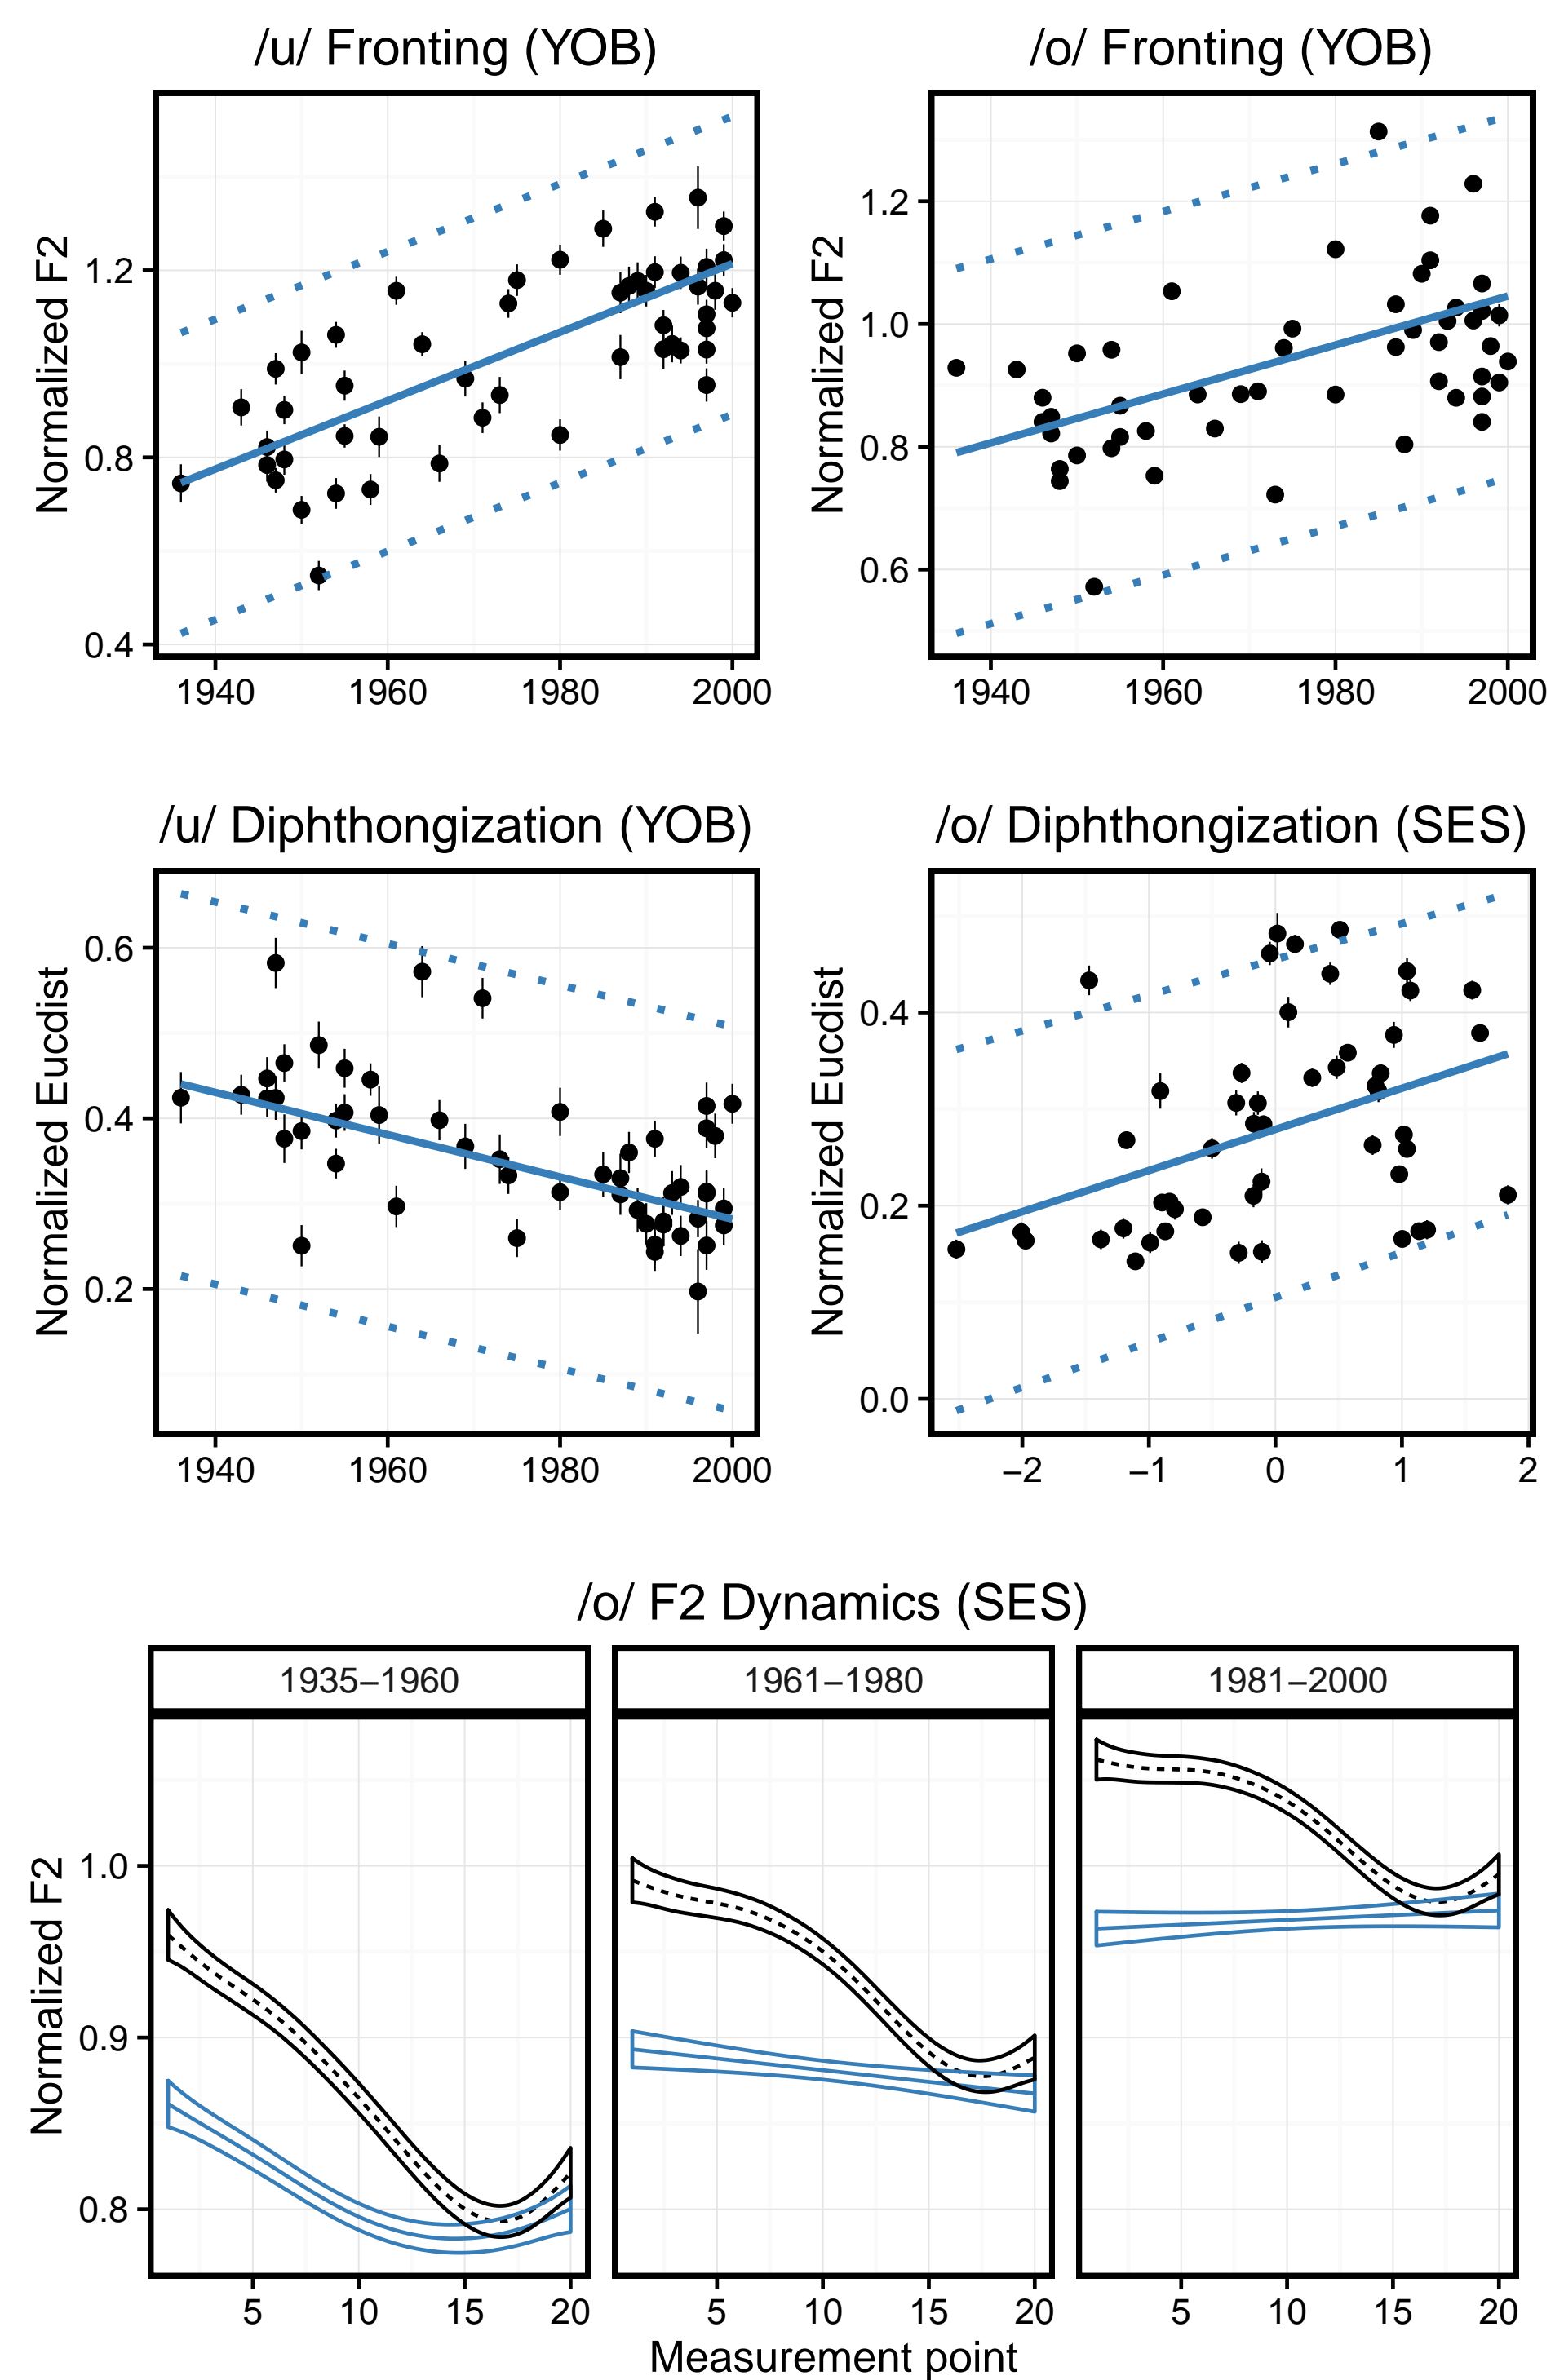 /u/ Fronting (YOB)
Normalized F2
1.2
0.8
0.4
1940 1960 1980 2000
/o/ Fronting (YOB)
Normalized F2
1.2
1.0
0.8
0.6
1940 1960 1980 2000
/u/ Diphthongization (YOB)
Normalized Eucdist
0.6
0.4
0.2
1940 1960 1980 2000
/o/ Diphthongization (SES)
Normalized Eucdist
0.4
0.2
0.0
−2 −1 0 1 2
/o/ F2 Dynamics (SES)
1935−1960 1961−1980 1981−2000
Normalized F2
1.0
0.9
0.8
5 10 15 20 5 10 15 20 5 10 15 20
Measurement point